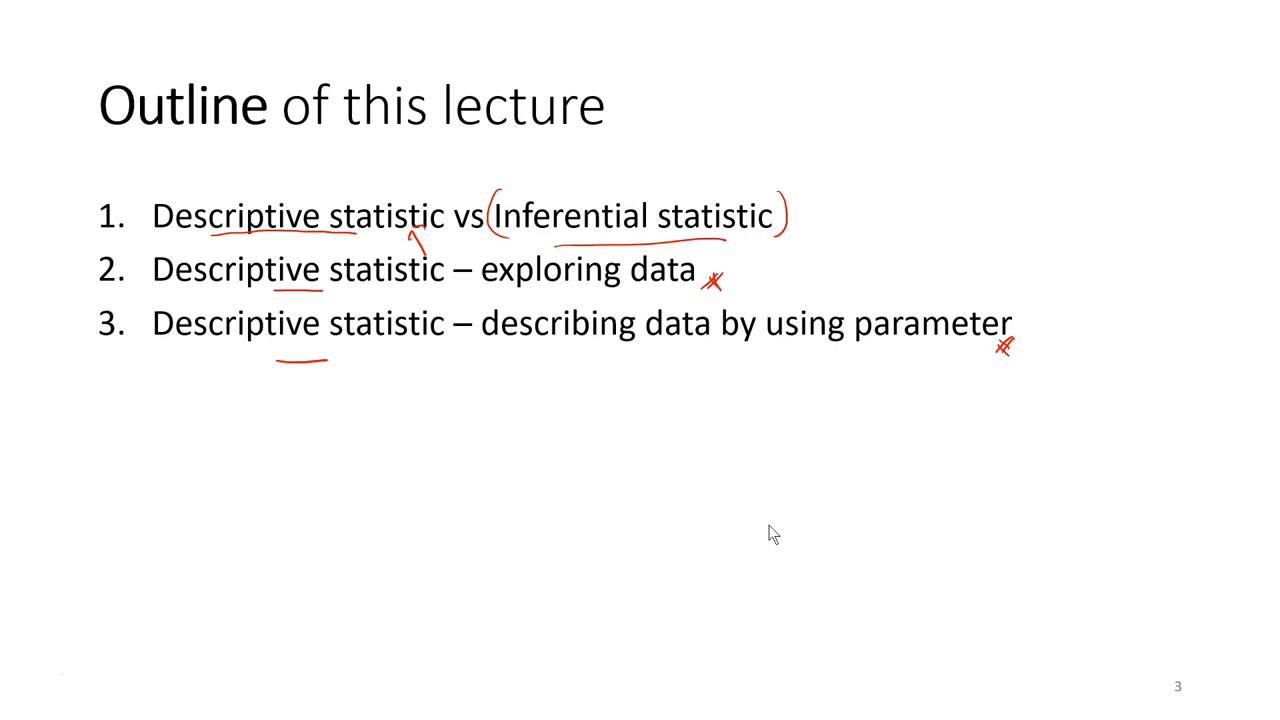 Outline of this lecture
1. Descriptive statistic vs (Inferential statistic)
2. Descriptive statistic – exploring data *
3. Descriptive statistic – describing data by using parameter *
3